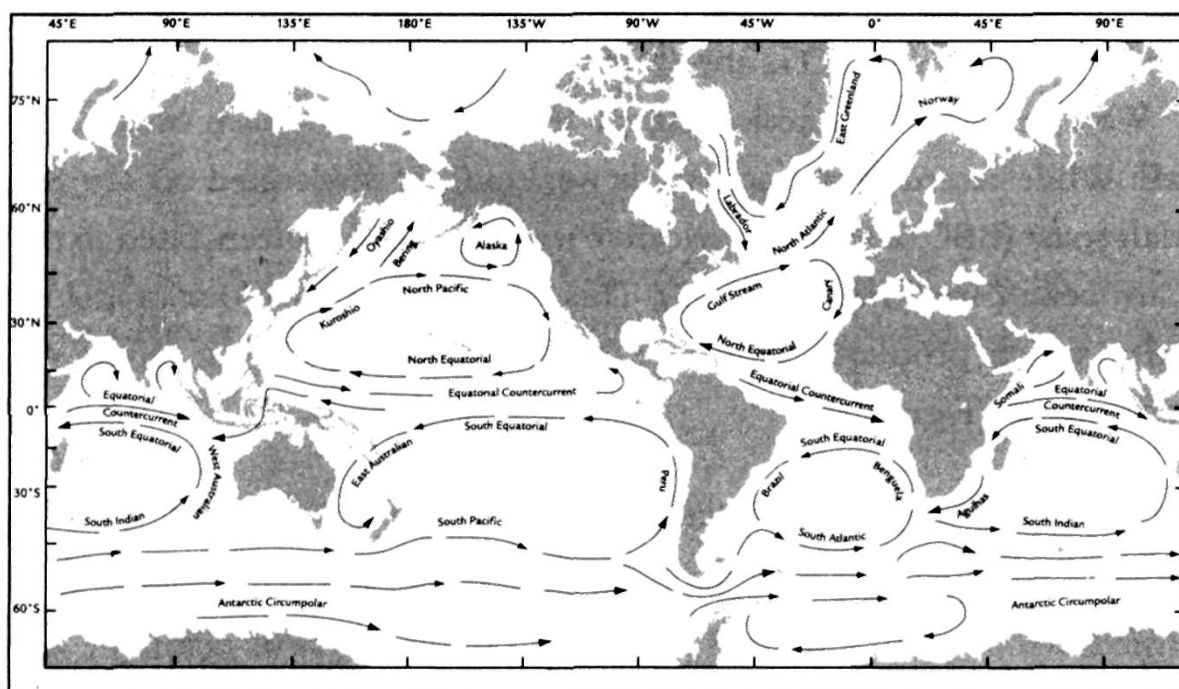 45°E 90°E 135°E 180°E 135°W 90°W 45°W 0° 45°E 90°E
75°N
60°N
30°N
0°
30°S
60°S
East Greenland
Norway
Labrador
North Atlantic
Oyashio
Bering
Alaska
North Pacific
Kuroshio
Gulf Stream
Canary
North Equatorial
North Equatorial
Equatorial Countercurrent
Equatorial Countercurrent
Somali
Equatorial
Countercurrent
South Equatorial
Equatorial
Countercurrent
South Equatorial
South Equatorial
South Equatorial
West Australian
East Australian
Peru
Brazil
Benguela
Agulhas
South Indian
South Pacific
South Atlantic
South Indian
Antarctic Circumpolar
Antarctic Circumpolar